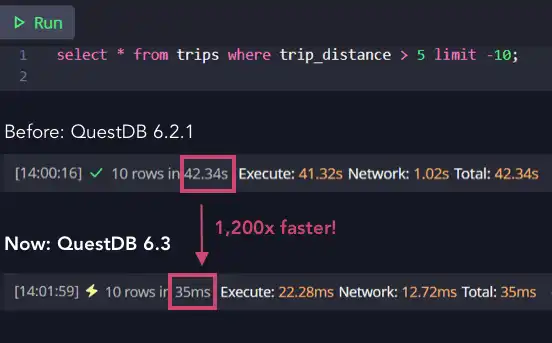 Run
1 select * from trips where trip_distance > 5 limit -10;
2
Before: QuestDB 6.2.1
[14:00:16] ✓ 10 rows in 42.34s Execute: 41.32s Network: 1.02s Total: 42.34s
1,200x faster!
Now: QuestDB 6.3
[14:01:59] ⚡ 10 rows in 35ms Execute: 22.28ms Network: 12.72ms Total: 35ms